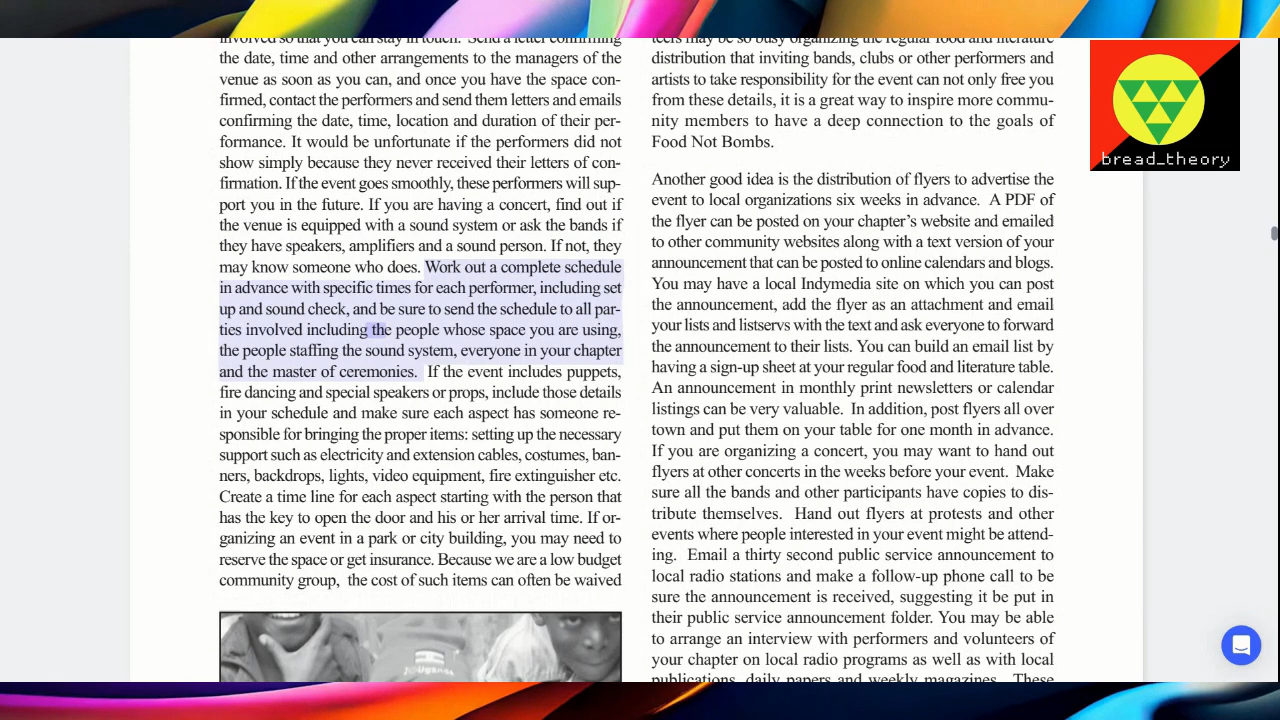 involved so that you can stay in touch. Send a letter confirming
the date, time and other arrangements to the managers of the
venue as soon as you can, and once you have the space con-
firmed, contact the performers and send them letters and emails
confirming the date, time, location and duration of their per-
formance. It would be unfortunate if the performers did not
show simply because they never received their letters of con-
firmation. If the event goes smoothly, these performers will sup-
port you in the future. If you are having a concert, find out if
the venue is equipped with a sound system or ask the bands if
they have speakers, amplifiers and a sound person. If not, they
may know someone who does. Work out a complete schedule
in advance with specific times for each performer, including set
up and sound check, and be sure to send the schedule to all par-
ties involved including the people whose space you are using,
the people staffing the sound system, everyone in your chapter
and the master of ceremonies. If the event includes puppets,
fire dancing and special speakers or props, include those details
in your schedule and make sure each aspect has someone re-
sponsible for bringing the proper items: setting up the necessary
support such as electricity and extension cables, costumes, ban-
ners, backdrops, lights, video equipment, fire extinguisher etc.
Create a time line for each aspect starting with the person that
has the key to open the door and his or her arrival time. If or-
ganizing an event in a park or city building, you may need to
reserve the space or get insurance. Because we are a low budget
community group, the cost of such items can often be waived
teers may be so busy organizing the regular food and literature
distribution that inviting bands, clubs or other performers and
artists to take responsibility for the event can not only free you
from these details, it is a great way to inspire more commu-
nity members to have a deep connection to the goals of
Food Not Bombs.
Another good idea is the distribution of flyers to advertise the
event to local organizations six weeks in advance. A PDF of
the flyer can be posted on your chapter's website and emailed
to other community websites along with a text version of your
announcement that can be posted to online calendars and blogs.
You may have a local Indymedia site on which you can post
the announcement, add the flyer as an attachment and email
your lists and listservs with the text and ask everyone to forward
the announcement to their lists. You can build an email list by
having a sign-up sheet at your regular food and literature table.
An announcement in monthly print newsletters or calendar
listings can be very valuable. In addition, post flyers all over
town and put them on your table for one month in advance.
If you are organizing a concert, you may want to hand out
flyers at other concerts in the weeks before your event. Make
sure all the bands and other participants have copies to dis-
tribute themselves. Hand out flyers at protests and other
events where people interested in your event might be attend-
ing. Email a thirty second public service announcement to
local radio stations and make a follow-up phone call to be
sure the announcement is received, suggesting it be put in
their public service announcement folder. You may be able
to arrange an interview with performers and volunteers of
your chapter on local radio programs as well as with local
publications, daily papers and weekly magazines. These
bread_theory